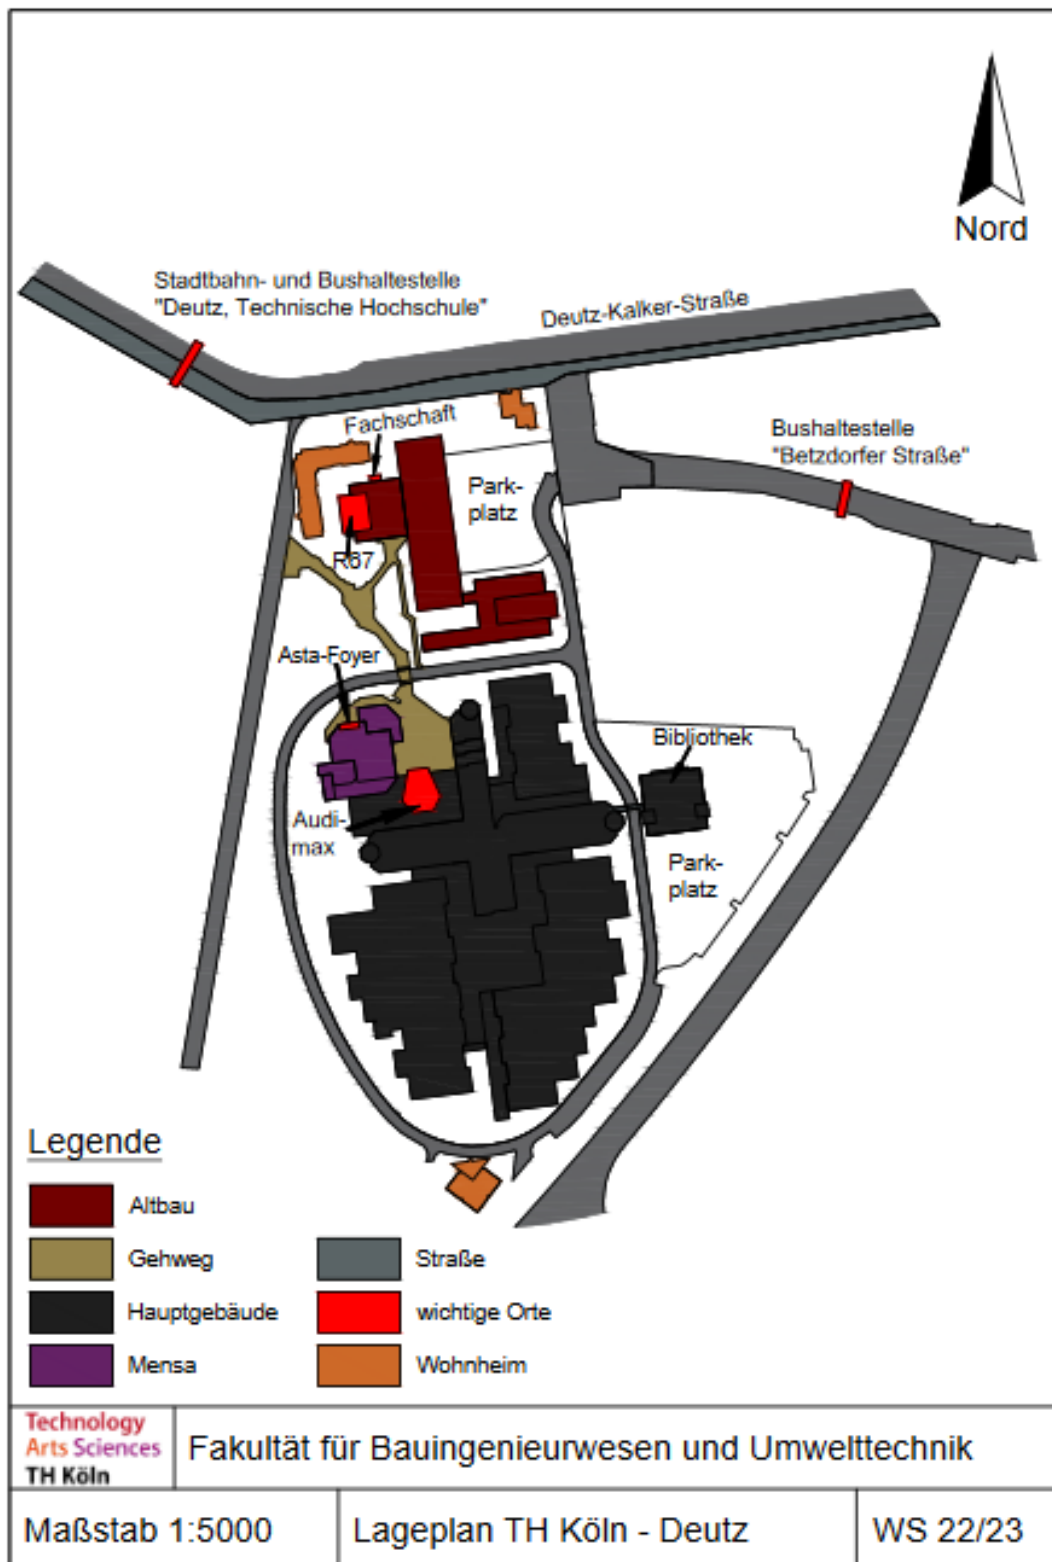 Nord
Stadtbahn- und Bushaltestelle
"Deutz, Technische Hochschule"
Deutz-Kalker-Straße
Fachschaft
Bushaltestelle
"Betzdorfer Straße"
Park-
platz
R67
Asta-Foyer
Bibliothek
Audi-
max
Park-
platz
Legende
Altbau
Gehweg
Straße
Hauptgebäude
wichtige Orte
Mensa
Wohnheim
Technology
Arts Sciences
TH Köln
Fakultät für Bauingenieurwesen und Umwelttechnik
Maßstab 1:5000
Lageplan TH Köln - Deutz
WS 22/23